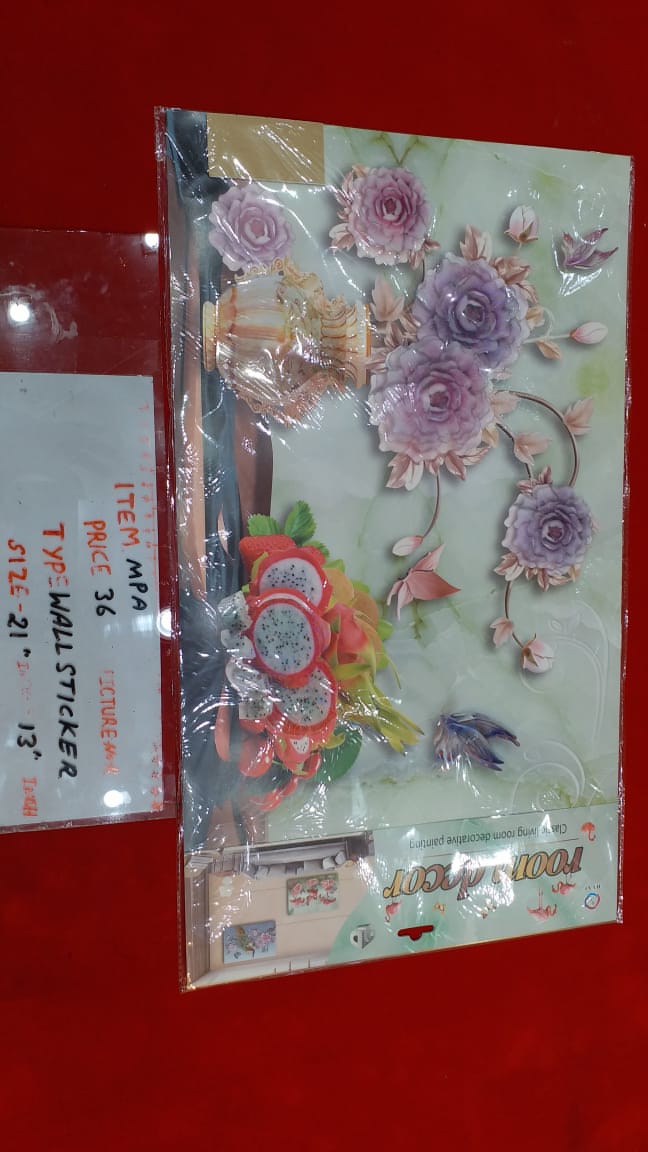 room decor
Classic living room decorative painting
ITEM MPA
PRICE 36
TYPE WALL STICKER
SIZE - 21" 13"